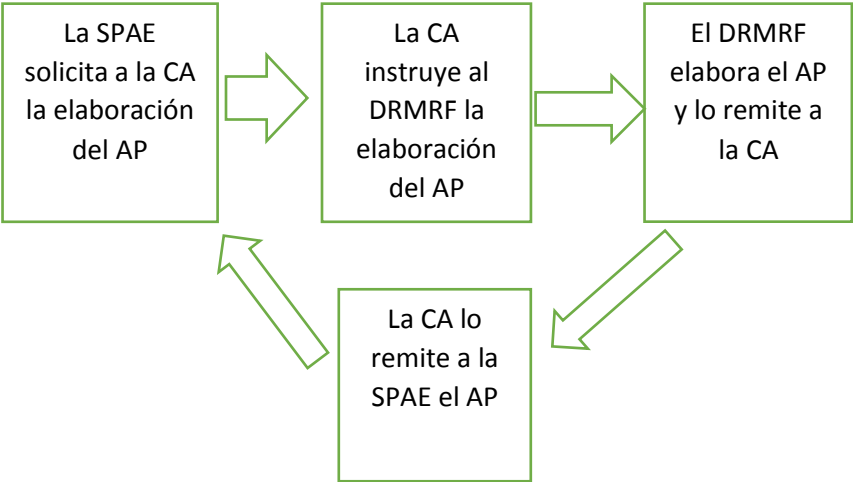 La SPAE
solicita a la CA
la elaboración
del AP
La CA
instruye al
DRMRF la
elaboración
del AP
El DRMRF
elabora el AP
y lo remite a
la CA
La CA lo
remite a la
SPAE el AP